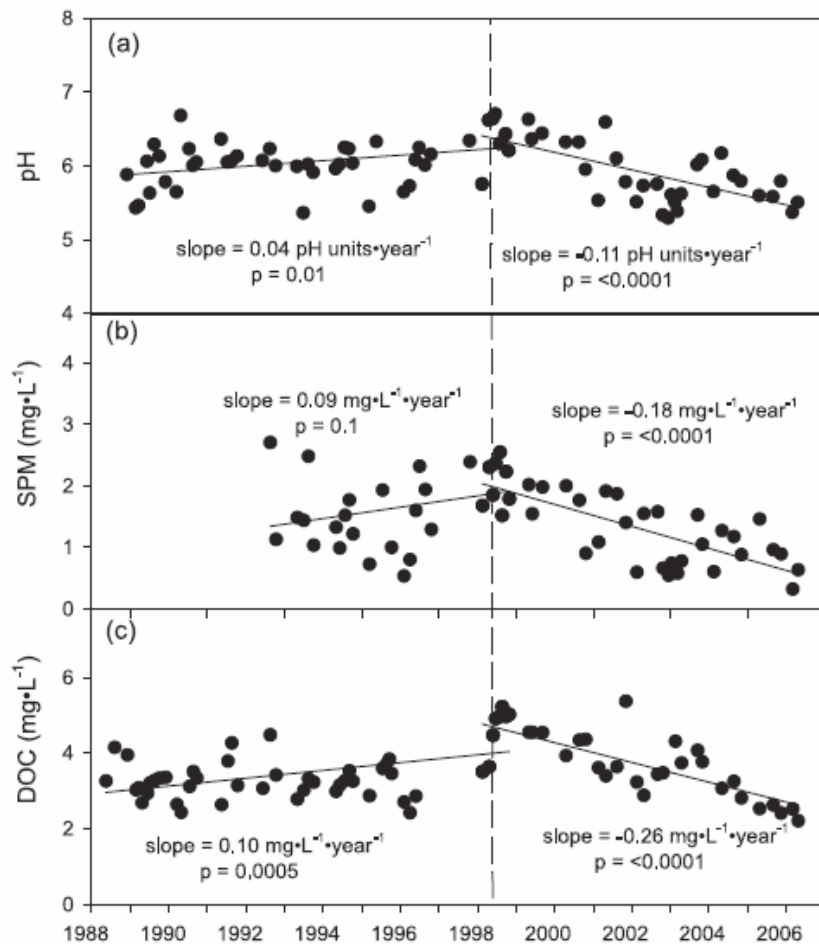 (a)
8
7
6
5
4
pH
slope = 0.04 pH units•year⁻¹
p = 0.01
slope = -0.11 pH units•year⁻¹
p = <0.0001
(b)
4
3
2
1
0
SPM (mg•L⁻¹)
slope = 0.09 mg•L⁻¹•year⁻¹
p = 0.1
slope = -0.18 mg•L⁻¹•year⁻¹
p = <0.0001
(c)
6
4
2
0
DOC (mg•L⁻¹)
slope = 0.10 mg•L⁻¹•year⁻¹
p = 0.0005
slope = -0.26 mg•L⁻¹•year⁻¹
p = <0.0001
1988 1990 1992 1994 1996 1998 2000 2002 2004 2006